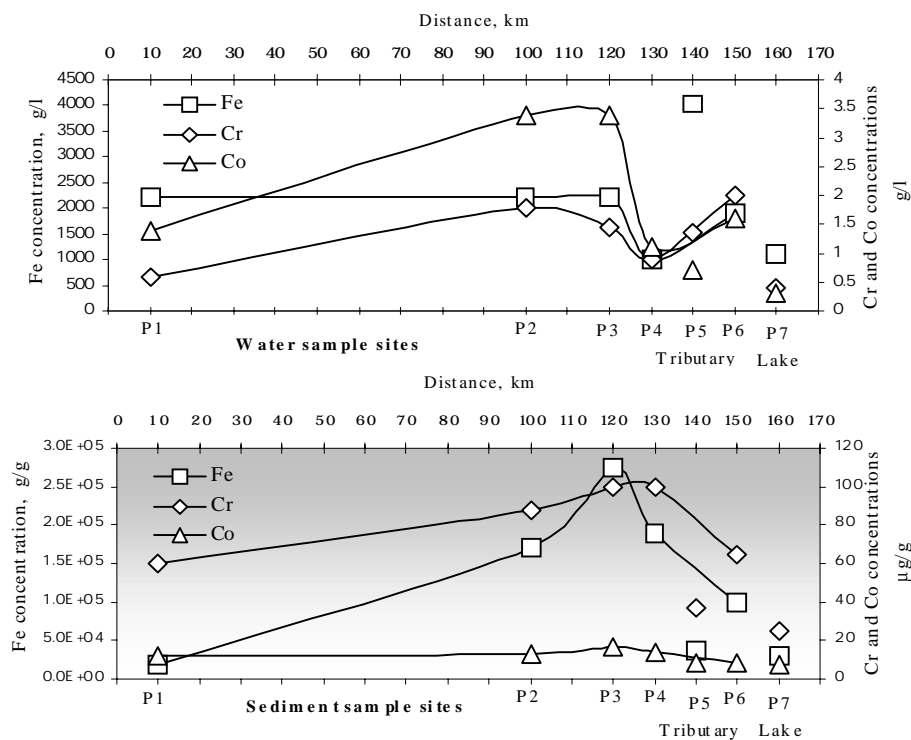 Distance, km
0 10 20 30 40 50 60 70 80 90 100 110 120 130 140 150 160 170
4500
4000
3500
3000
2500
2000
1500
1000
500
0
Fe concentration, g/l
Fe
Cr
Co
4
3.5
3
2.5
2
1.5
1
0.5
0
Cr and Co concentrations
g/l
P1 P2 P3 P4 P5 P6 P7
Water sample sites
Tributary Lake
Distance, km
0 10 20 30 40 50 60 70 80 90 100 110 120 130 140 150 160 170
3.0E+05
2.5E+05
2.0E+05
1.5E+05
1.0E+05
5.0E+04
0.0E+00
Fe concentration, g/g
Fe
Cr
Co
120
100
80
60
40
20
0
Cr and Co concentrations
µg/g
P1 P2 P3 P4 P5 P6 P7
Sediment sample sites
Tributary Lake